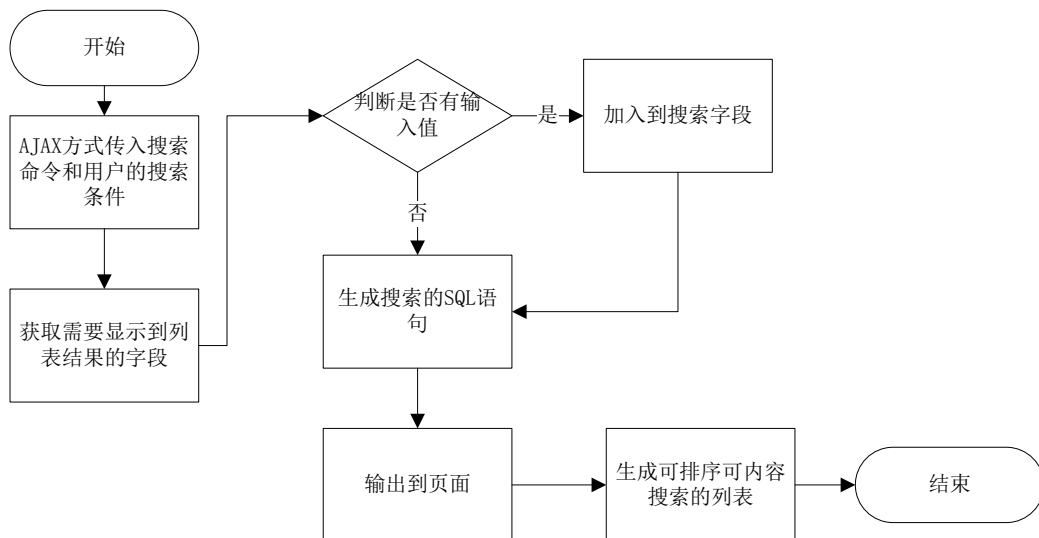 开始
AJAX方式传入搜索
命令和用户的搜索
条件
获取需要显示到列
表结果的字段
判断是否有输
入值
是
加入到搜索字段
否
生成搜索的SQL语
句
输出到页面
生成可排序可内容
搜索的列表
结束